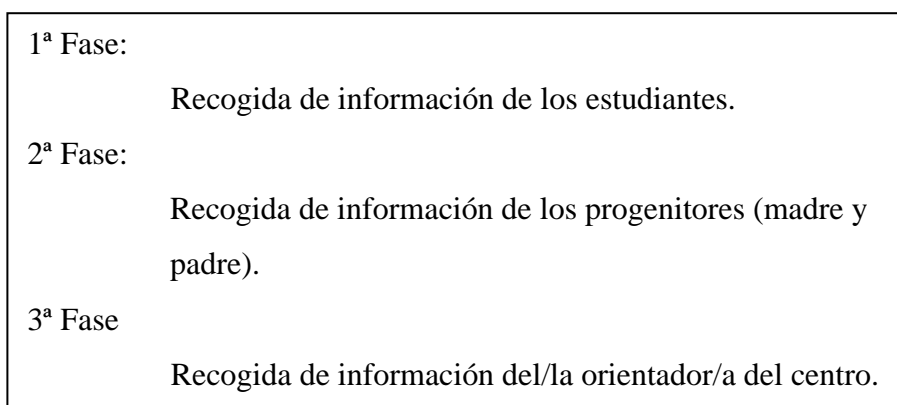 1ª Fase:
Recogida de información de los estudiantes.
2ª Fase:
Recogida de información de los progenitores (madre y
padre).
3ª Fase
Recogida de información del/la orientador/a del centro.